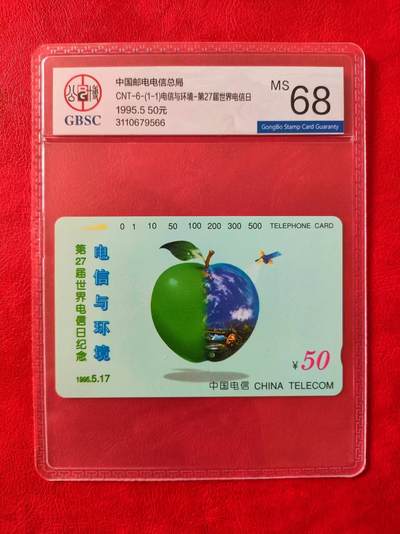 公博
GBSC
中国邮电电信总局
CNT-6-(1-1)电信与环境-第27届世界电信日
1995.5 50元
3110679566
MS 68
GongBo Stamp Card Guaranty
0 1 10 50 100 200 300 500 TELEPHONE CARD
电信与环境
第27届世界电信日纪念
1995.5.17
¥50
中国电信 CHINA TELECOM